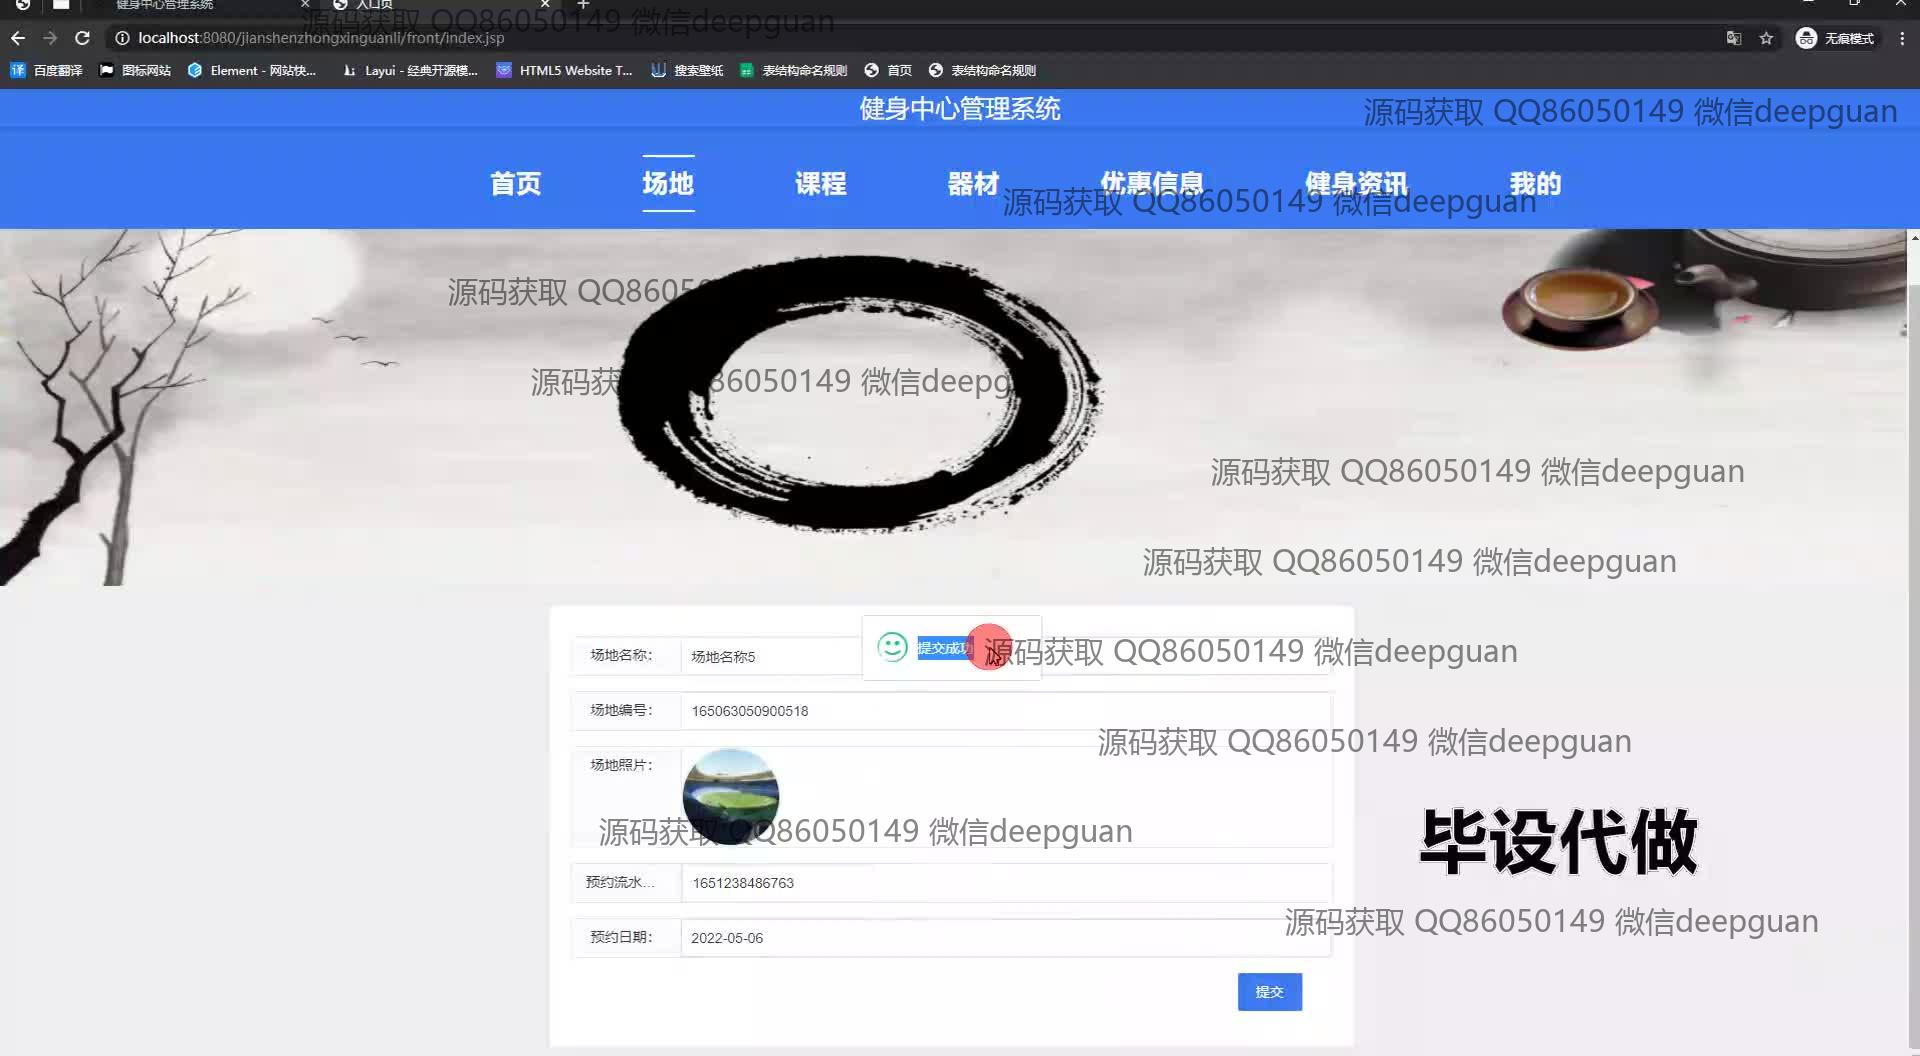 健身中心管理系统
入口页
源码获取 QQ86050149 微信deepguan
localhost:8080/jianshenzhongxinguanli/front/index.jsp
无痕模式
百度翻译 图标网站 Element - 网站快... Layui - 经典开源模... HTML5 Website T... 搜索壁纸 表结构命名规则 首页 表结构命名规则
健身中心管理系统
源码获取 QQ86050149 微信deepguan
首页 场地 课程 器材 优惠信息 健身资讯 我的
源码获取 QQ86050149 微信deepguan
源码获取 QQ8605
源码获 86050149 微信deepg
源码获取 QQ86050149 微信deepguan
源码获取 QQ86050149 微信deepguan
提交成功
源码获取 QQ86050149 微信deepguan
场地名称： 场地名称5
场地编号： 165063050900518
源码获取 QQ86050149 微信deepguan
场地照片：
源码获取 QQ86050149 微信deepguan
毕设代做
预约流水... 1651238486763
源码获取 QQ86050149 微信deepguan
预约日期： 2022-05-06
提交